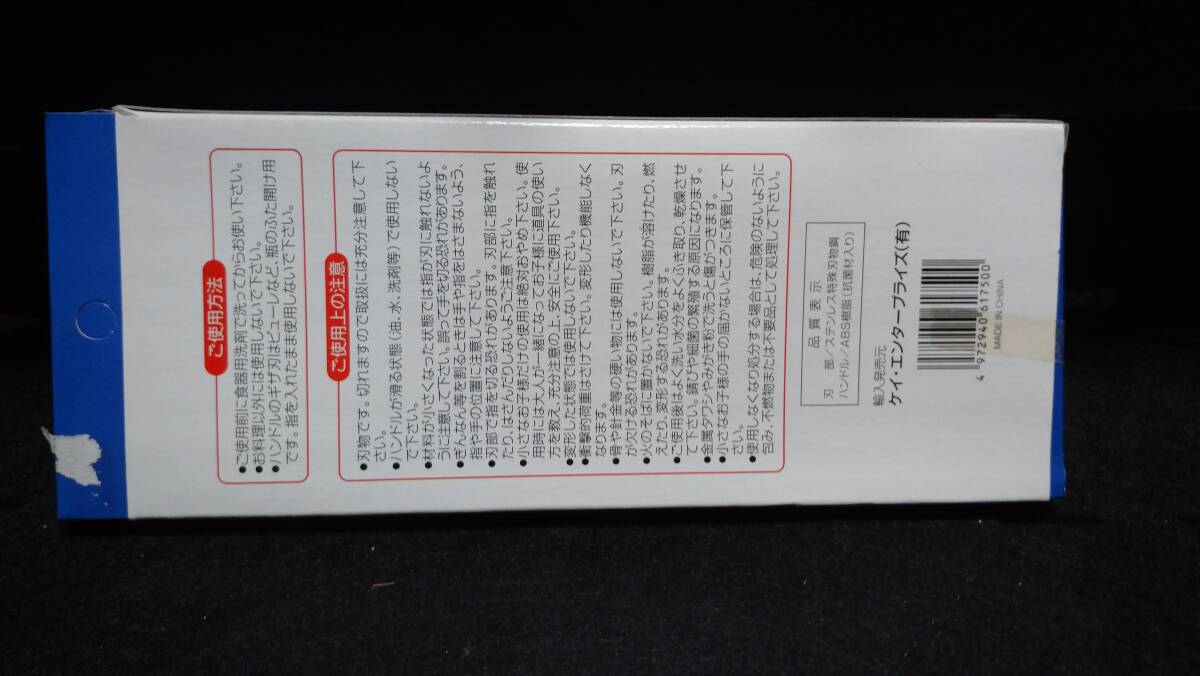 ご使用方法
●ご使用前に食器用洗剤で洗ってからお使い下さい。
●お料理以外には使用しないで下さい。
●ハンドルのギザ刃はビューレなど、瓶のふた開け用
です。指を入れたまま使用しないで下さい。
ご使用上の注意
●刃物です。切れますので取扱には充分注意して下
さい。
●ハンドルが滑る状態(油、水、洗剤等)で使用しない
で下さい。
●材料が小さくなった状態では指が刃に触れないよ
うに注意して下さい。誤って手を切る恐れがあります。
●ぎんなん等を割るときは手や指をはさまないよう、
指や手の位置に注意して下さい。
●刃部で指を切る恐れがあります。刃部に指を触れ
たり、はさんだりしないようご注意下さい。
●小さなお子様だけの使用は絶対おやめ下さい。使
用時には大人が一緒になってお子様に道具の使い
方を教え、充分注意の上、安全にご使用下さい。
●変形した状態では使用しないで下さい。
●衝撃的荷重はさけて下さい。変形したり機能しなく
なります。
●骨や針金等の硬い物には使用しないで下さい。刃
が欠ける恐れがあります。
●火のそばに置かないで下さい。樹脂が溶けたり、燃
えたり、変形する恐れがあります。
●ご使用後はよく洗い水分をよくふき取り、乾燥させ
て下さい。錆びや細菌の繁殖する原因になります。
●金属タワシやみがき粉で洗うと傷がつきます。
●小さなお子様の手の届かないところに保管して下
さい。
●使用しなくなり処分する場合は、危険のないように
包み、不燃物または不要品として処理して下さい。
品質表示
刃 部/ステンレス特殊刃物鋼
ハンドル/ABS樹脂(抗菌材入り)
輸入発売元
ケイ・エンタープライズ(有)
4 972940 617500
MADE IN CHINA